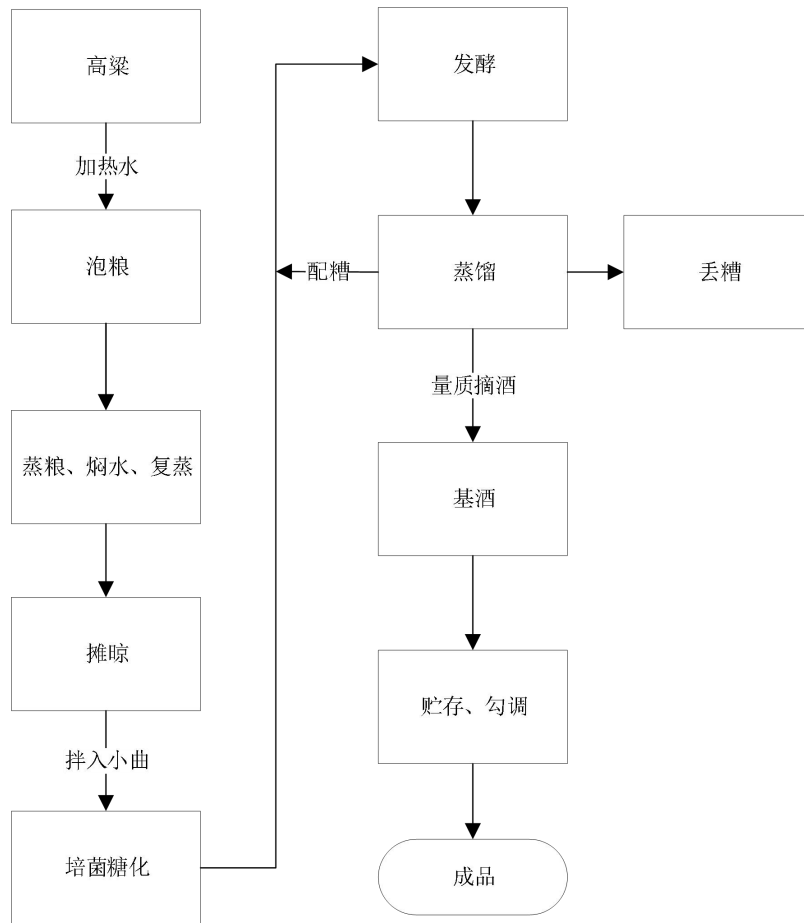 高粱
加热水
泡粮
蒸粮、焖水、复蒸
摊晾
拌入小曲
培菌糖化
发酵
配糟
蒸馏
丢糟
量质摘酒
基酒
贮存、勾调
成品